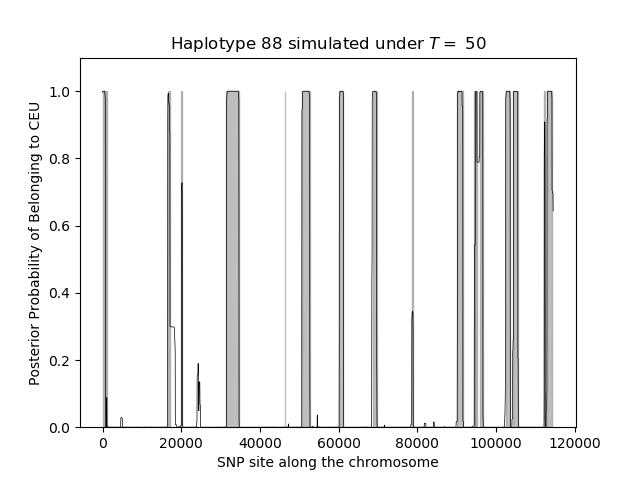 Haplotype 88 simulated under T = 50
Posterior Probability of Belonging to CEU
1.0
0.8
0.6
0.4
0.2
0.0
0 20000 40000 60000 80000 100000 120000
SNP site along the chromosome